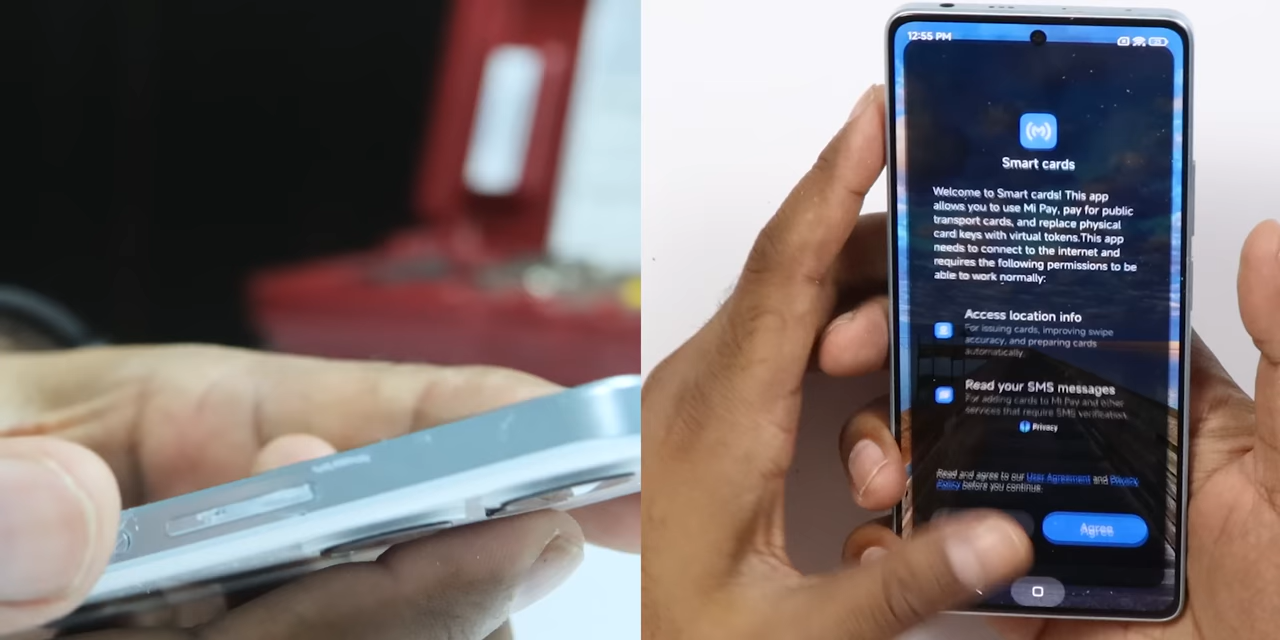 12:55 PM
Smart cards
Welcome to Smart cards! This app
allows you to use Mi Pay, pay for public
transport cards, and replace physical
card keys with virtual tokens.This app
needs to connect to the internet and
requires the following permissions to be
able to work normally:
Access location info
For issuing cards, improving swipe
accuracy, and preparing cards
automatically.
Read your SMS messages
For adding cards to Mi Pay and other
services that require SMS verification.
Privacy
Read and agree to our User Agreement and Privacy
Policy before you continue.
Agree